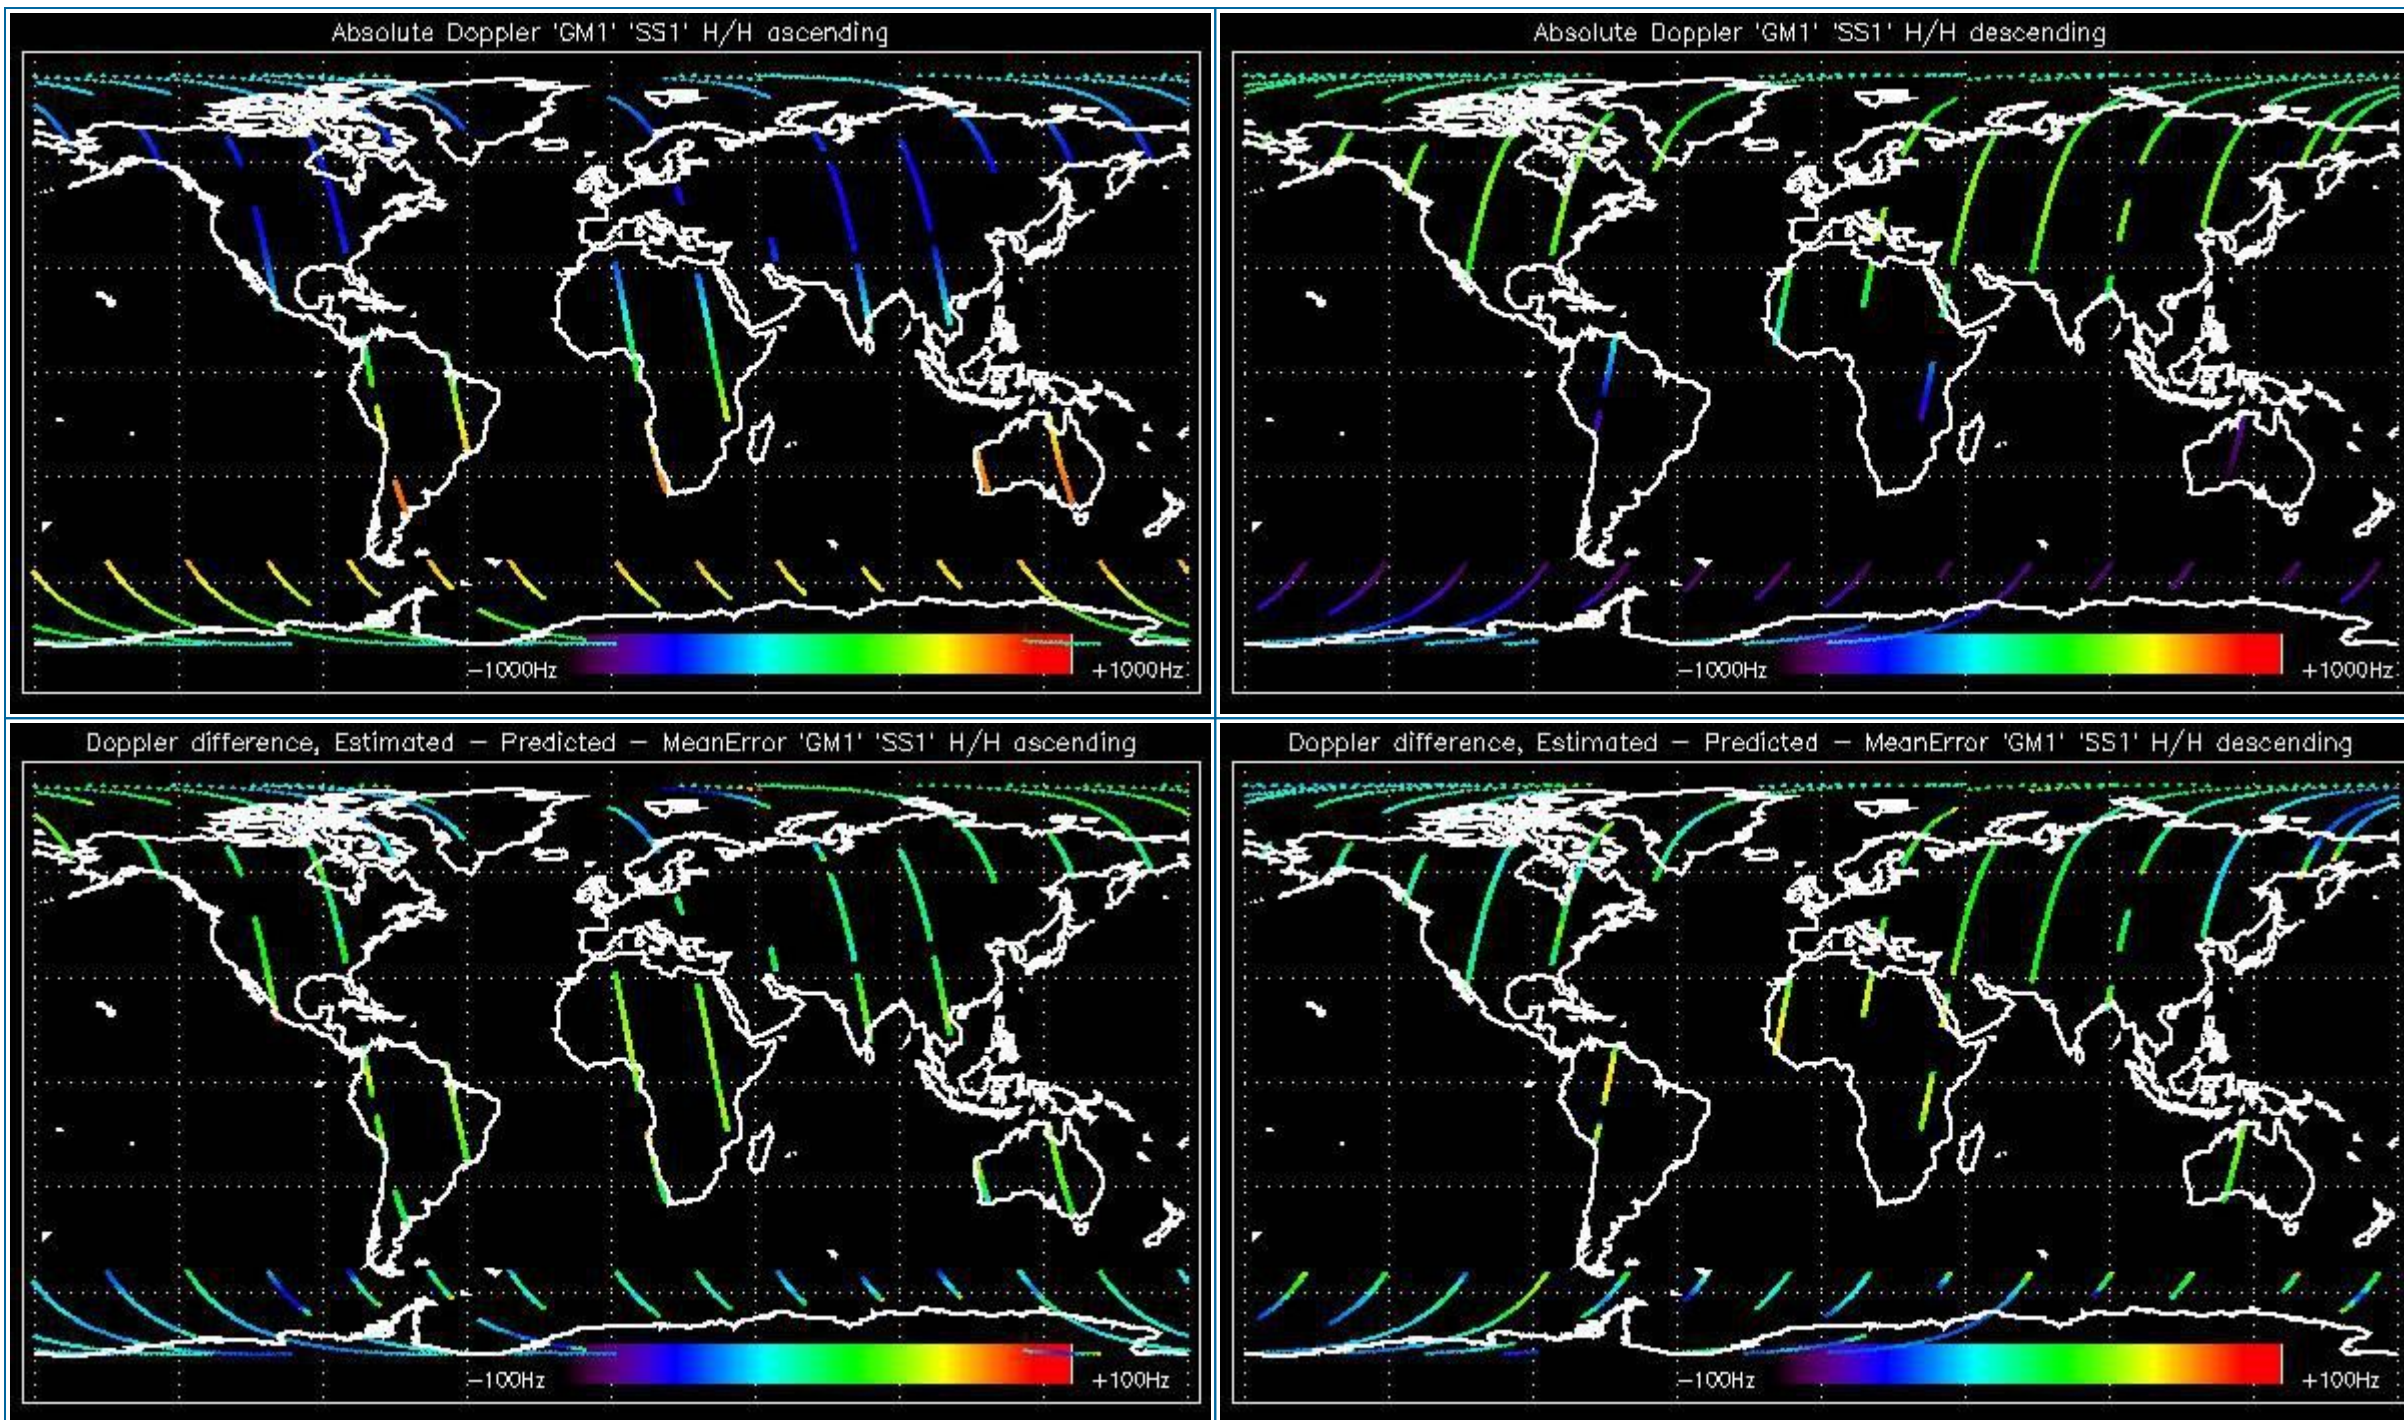 Absolute Doppler 'GM1' 'SS1' H/H ascending
-1000Hz
+1000Hz
Absolute Doppler 'GM1' 'SS1' H/H descending
-1000Hz
+1000Hz
Doppler difference, Estimated - Predicted - MeanError 'GM1' 'SS1' H/H ascending
-100Hz
+100Hz
Doppler difference, Estimated - Predicted - MeanError 'GM1' 'SS1' H/H descending
-100Hz
+100Hz